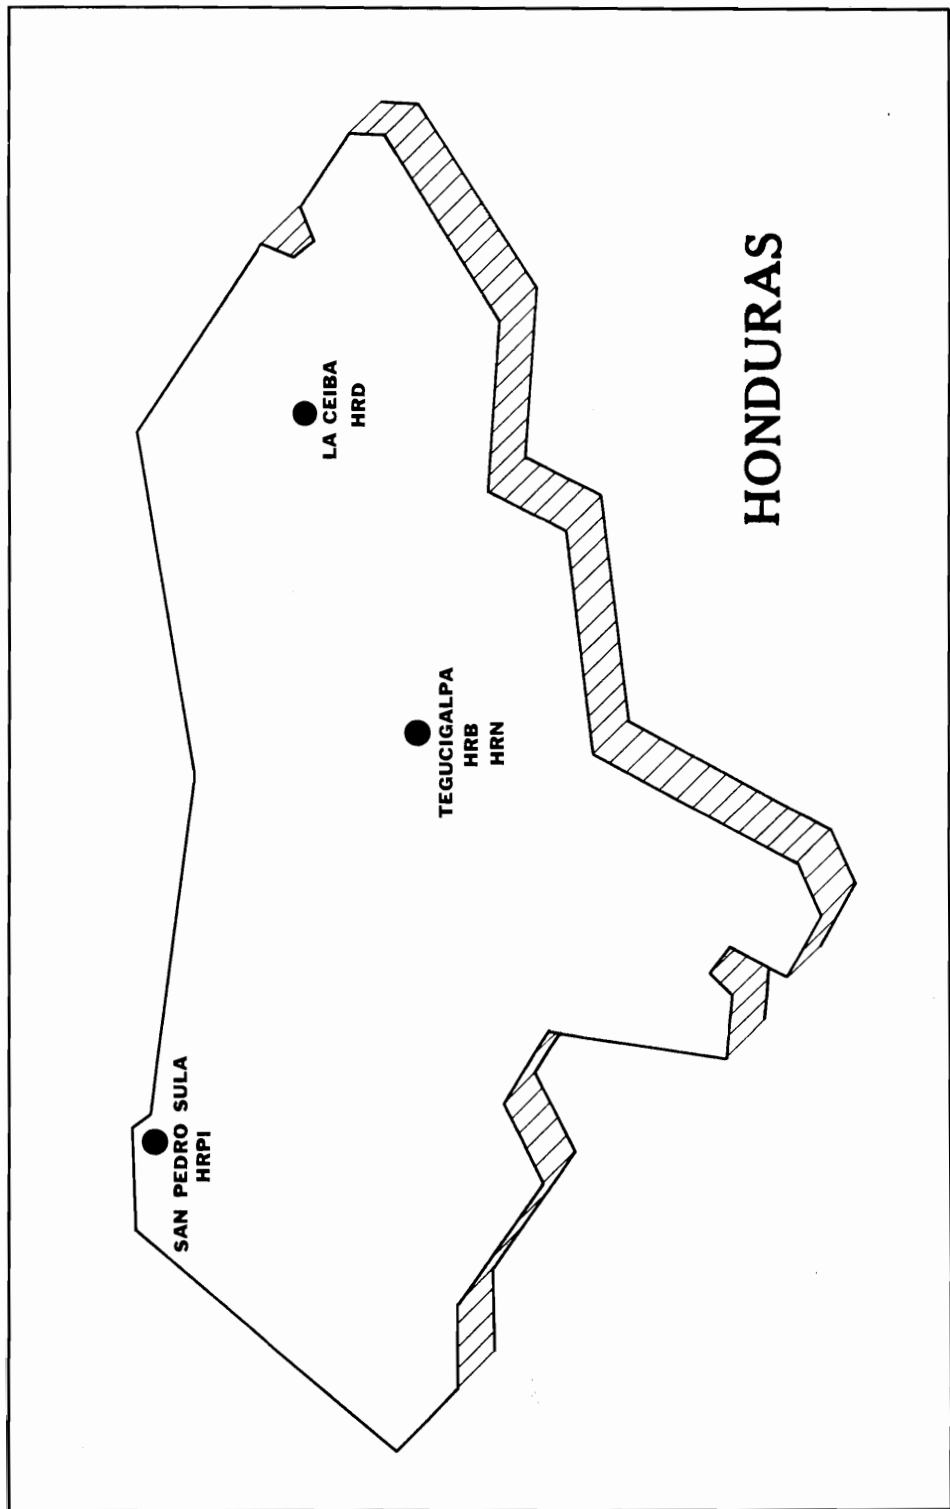 SAN PEDRO SULA
HRPI
TEGUCIGALPA
HRB
HRN
LA CEIBA
HRD
HONDURAS